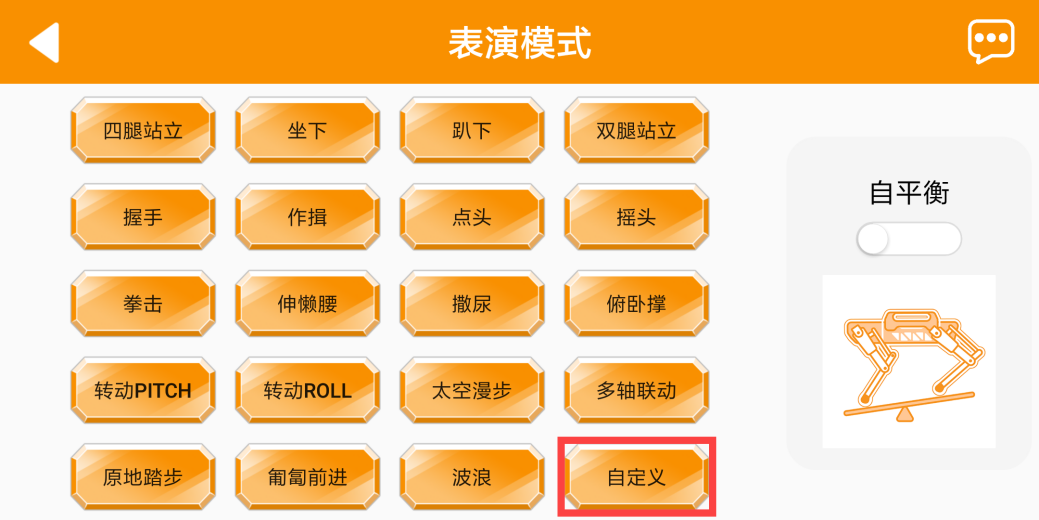 表演模式
四腿站立 坐下 趴下 双腿站立
握手 作揖 点头 摇头
拳击 伸懒腰 撒尿 俯卧撑
转动PITCH 转动ROLL 太空漫步 多轴联动
原地踏步 匍匐前进 波浪 自定义
自平衡